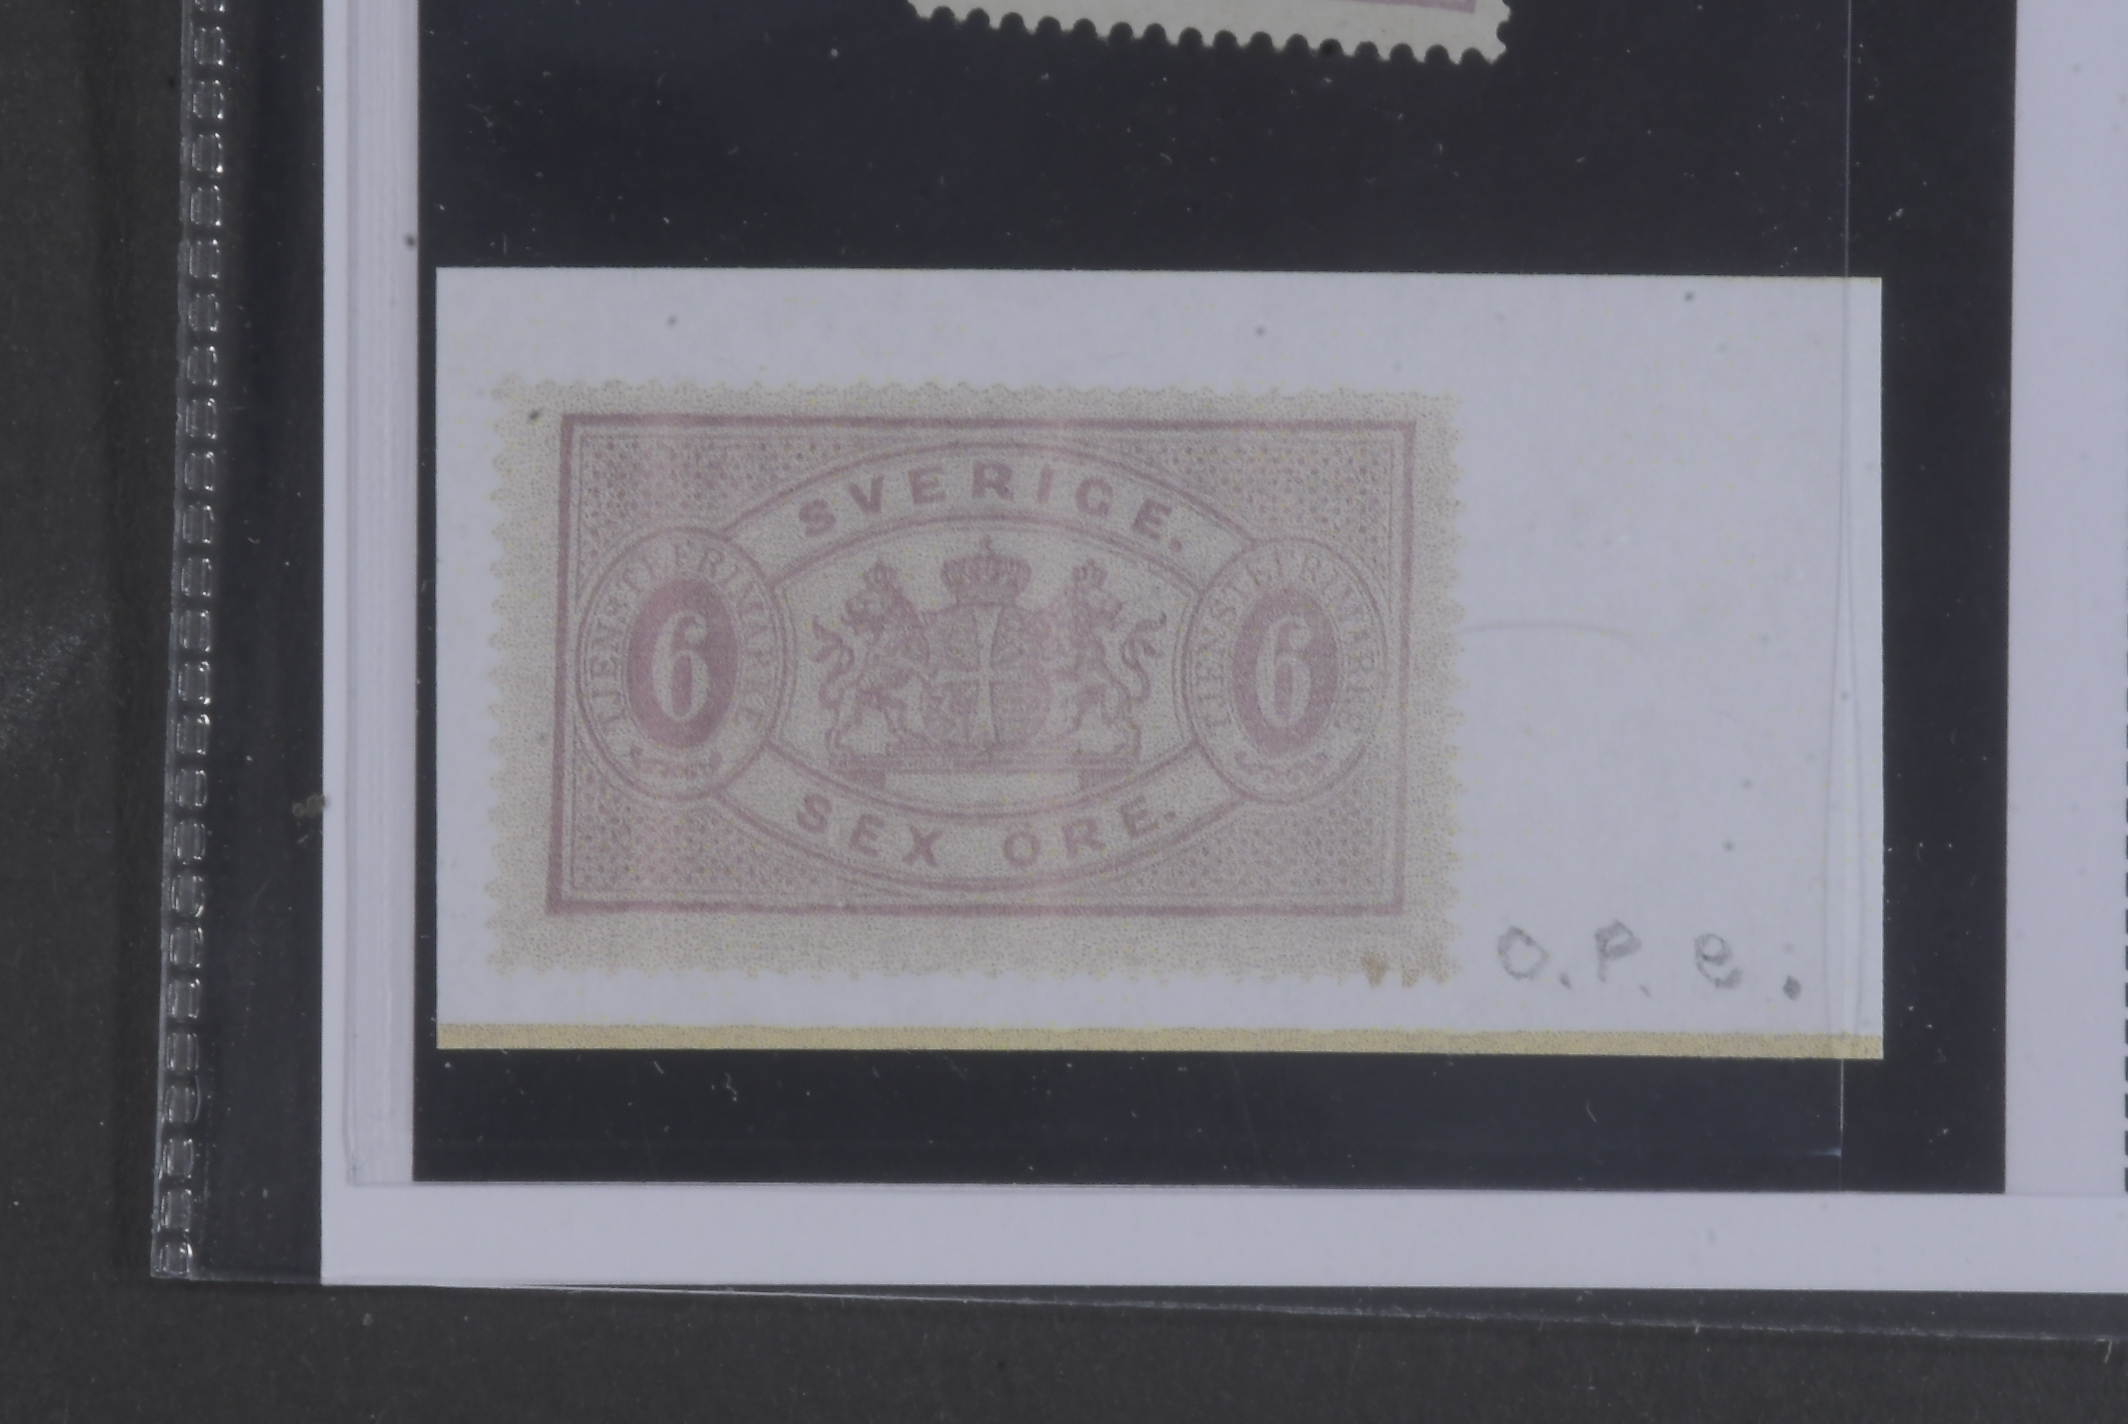 SVERIGE.
TJENSTEFRIMÄRKE
6
TJENSTEFRIMÄRKE
6
SEX ÖRE.
O. P. e.